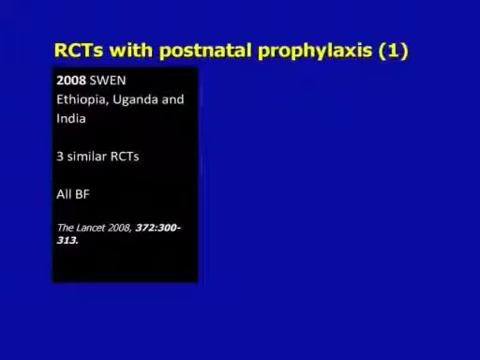 RCTs with postnatal prophylaxis (1)
2008 SWEN
Ethiopia, Uganda and
India
3 similar RCTs
All BF
The Lancet 2008, 372:300-
313.